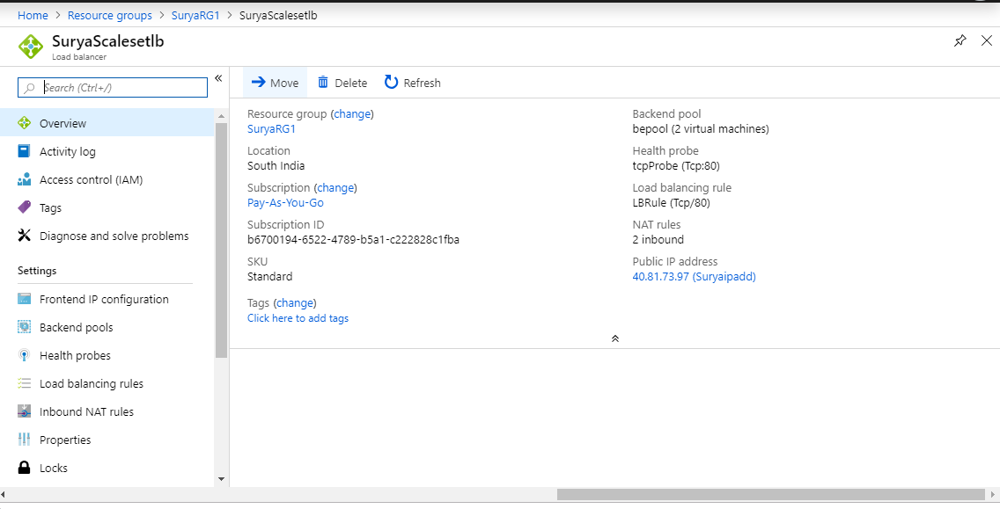 Home > Resource groups > SuryaRG1 > SuryaScalesetlb
SuryaScalesetlb
Load balancer
Search (Ctrl+/)
Overview
Activity log
Access control (IAM)
Tags
Diagnose and solve problems
Settings
Frontend IP configuration
Backend pools
Health probes
Load balancing rules
Inbound NAT rules
Properties
Locks
Move Delete Refresh
Resource group (change)
SuryaRG1
Location
South India
Subscription (change)
Pay-As-You-Go
Subscription ID
b6700194-6522-4789-b5a1-c222828c1fba
SKU
Standard
Tags (change)
Click here to add tags
Backend pool
bepool (2 virtual machines)
Health probe
tcpProbe (Tcp:80)
Load balancing rule
LBRule (Tcp/80)
NAT rules
2 inbound
Public IP address
40.81.73.97 (Suryaipadd)